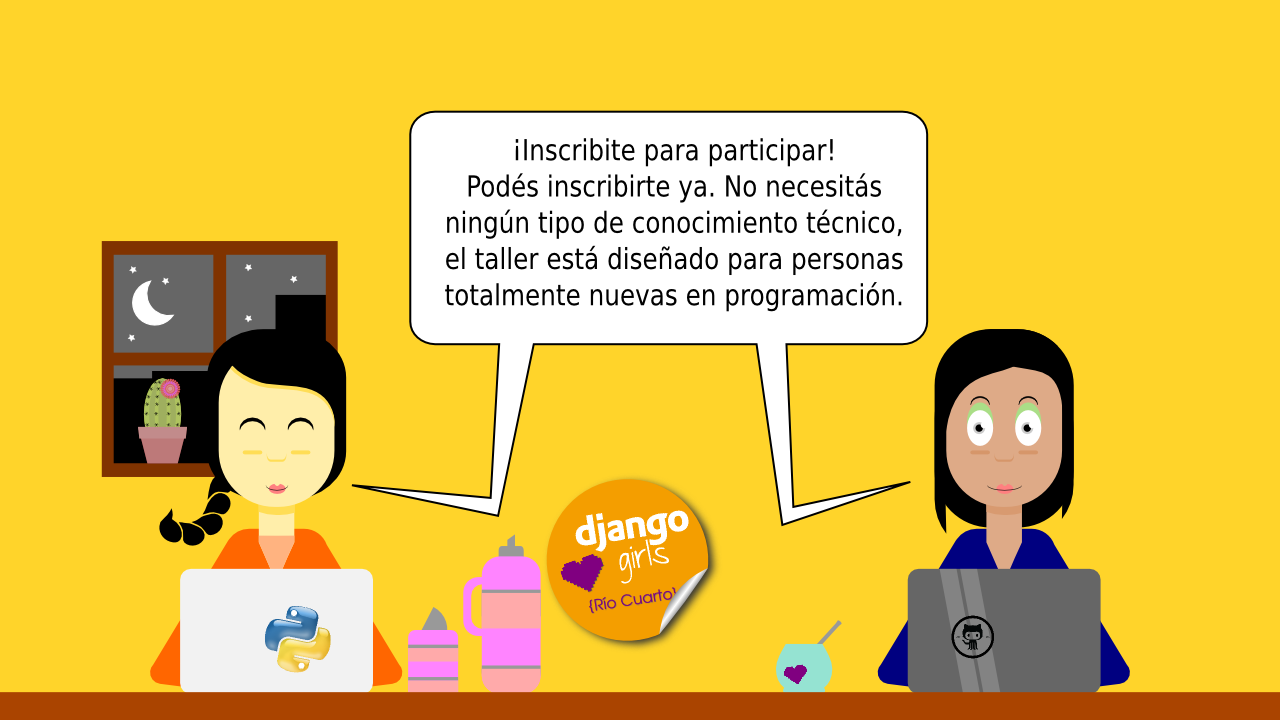 ¡Inscribite para participar!
Podés inscribirte ya. No necesitás
ningún tipo de conocimiento técnico,
el taller está diseñado para personas
totalmente nuevas en programación.
django
girls
{Río Cuarto}